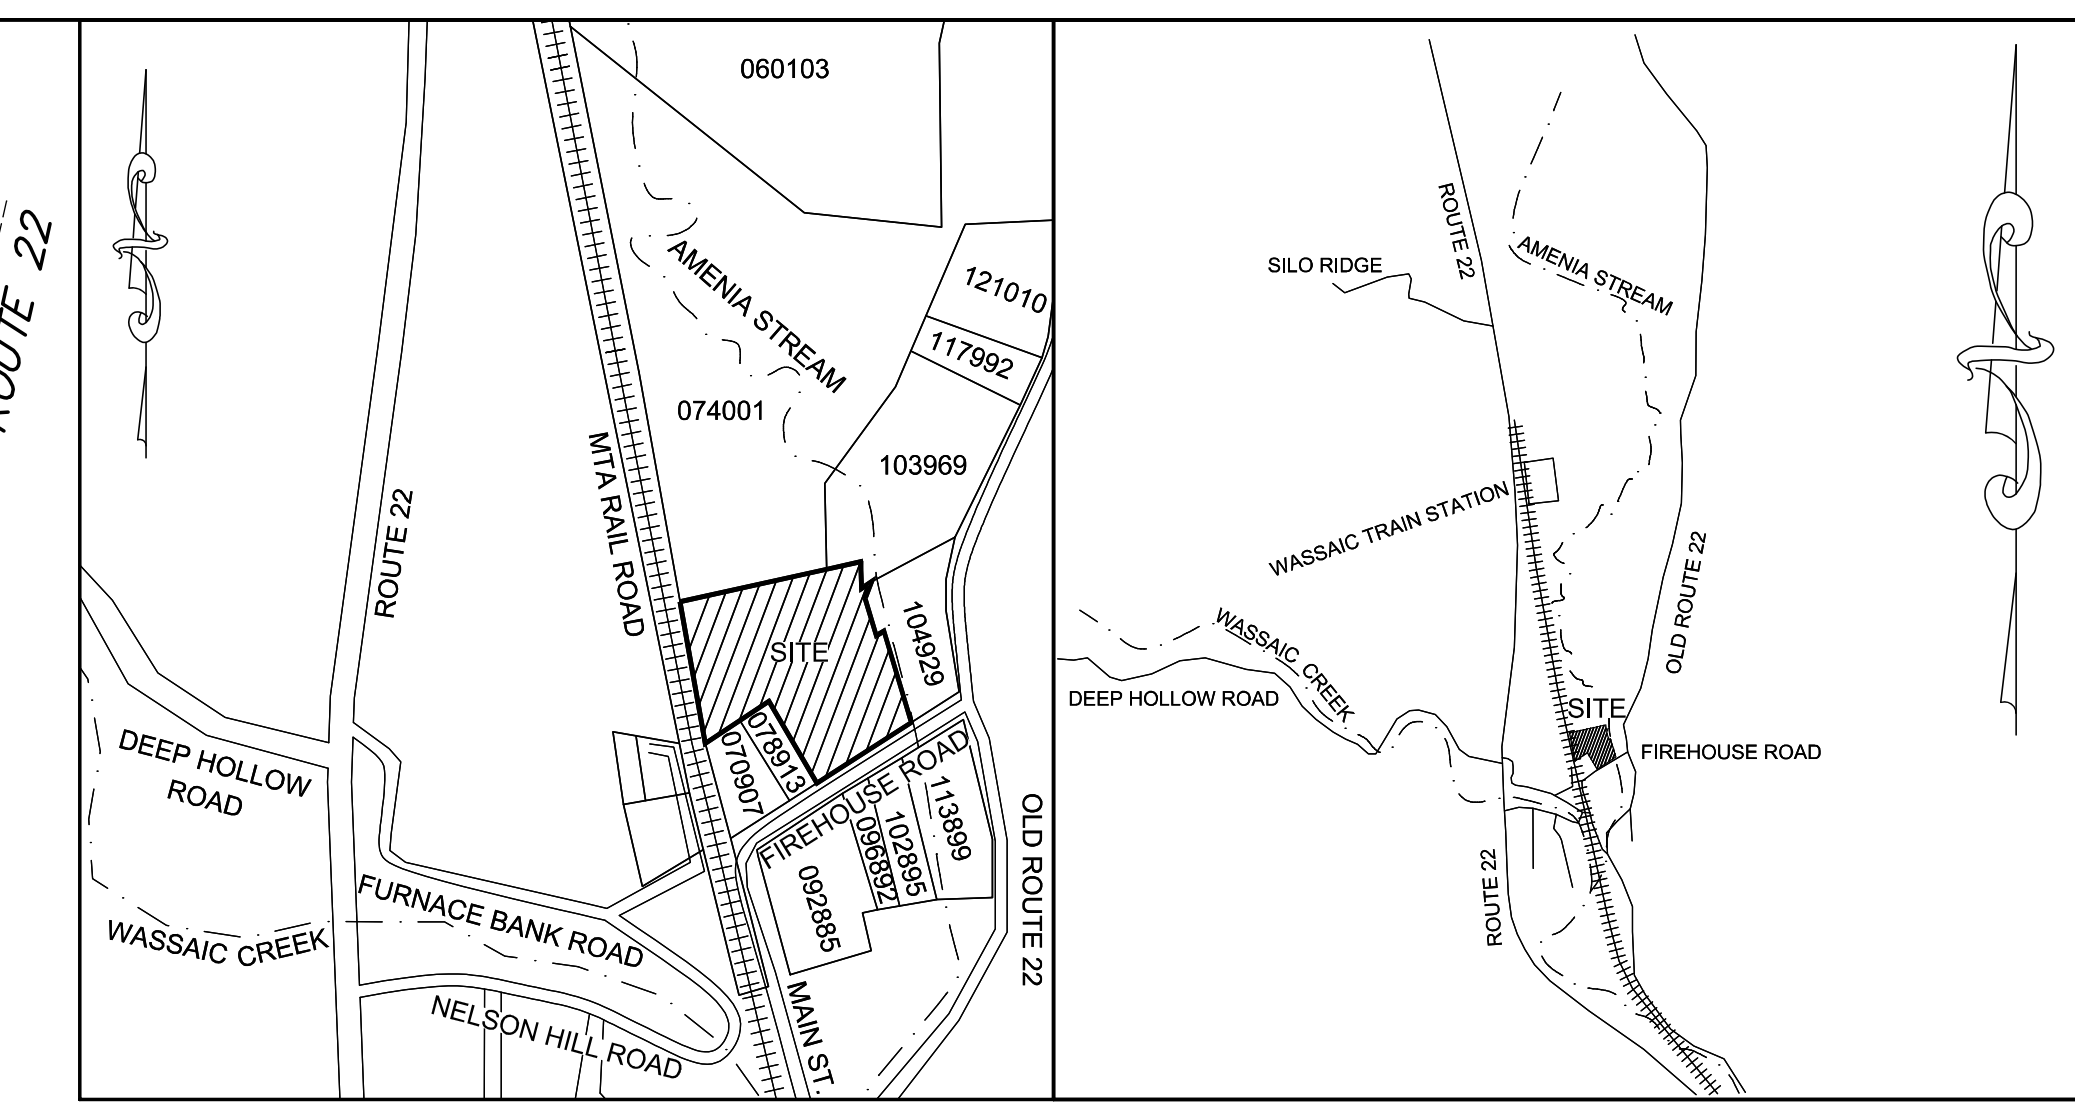 ROUTE 22
060103
121010
117992
AMENIA STREAM
074001
103969
MTA RAIL ROAD
ROUTE 22
104929
SITE
DEEP HOLLOW
ROAD
070907
078913
FIREHOUSE ROAD
113899
102895
096892
092885
OLD ROUTE 22
FURNACE BANK ROAD
WASSAIC CREEK
NELSON HILL ROAD
MAIN ST.
ROUTE 22
SILO RIDGE
AMENIA STREAM
WASSAIC TRAIN STATION
OLD ROUTE 22
WASSAIC CREEK
DEEP HOLLOW ROAD
SITE
FIREHOUSE ROAD
ROUTE 22